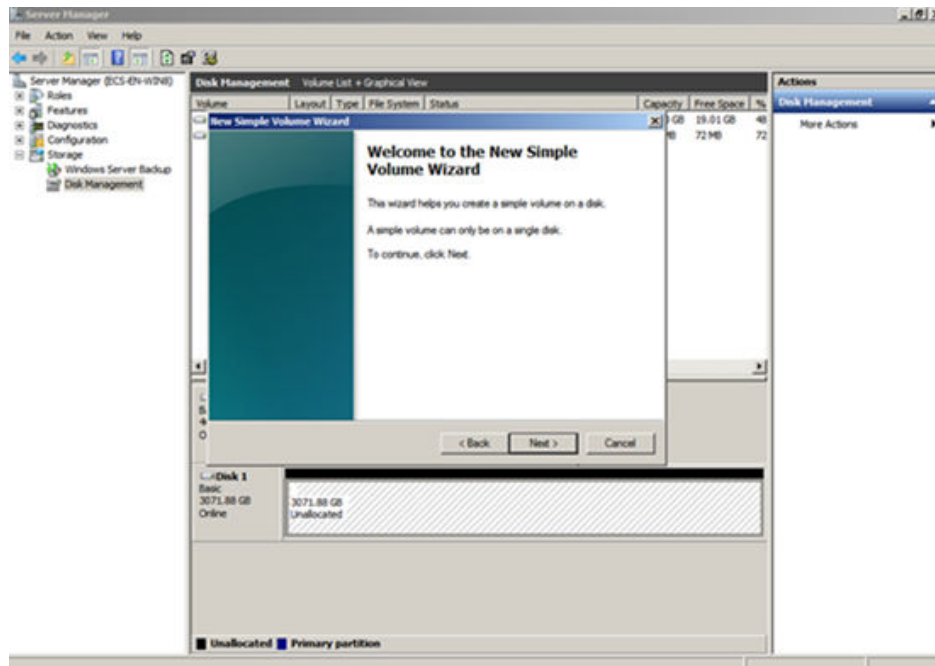 Server Manager
File Action View Help
Server Manager (ECS-EN-WIN8)
Roles
Features
Diagnostics
Configuration
Storage
Windows Server Backup
Disk Management
Disk Management Volume List + Graphical View
Volume Layout Type File System Status Capacity Free Space %
GB 19.01 GB 48
MB 72 MB 72
New Simple Volume Wizard
Welcome to the New Simple
Volume Wizard
This wizard helps you create a simple volume on a disk.
A simple volume can only be on a single disk.
To continue, click Next.
< Back Next > Cancel
Disk 1
Basic
3071.88 GB
Online
3071.88 GB
Unallocated
Unallocated Primary partition
Actions
Disk Management
More Actions